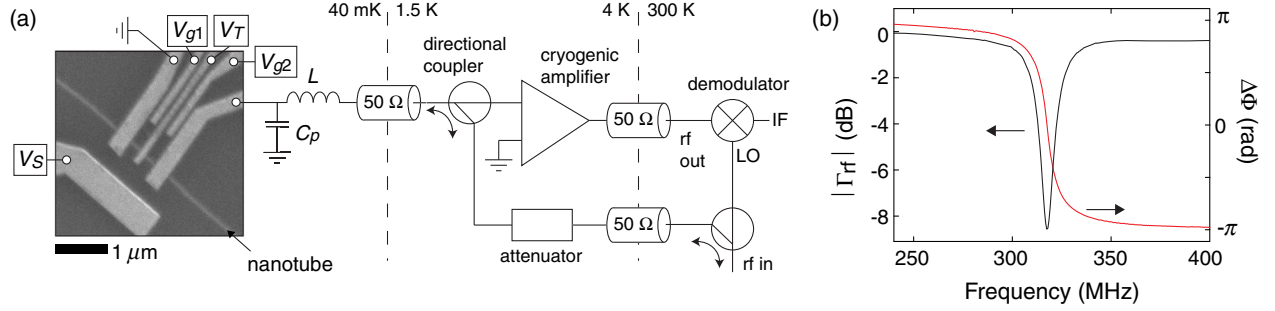 (a)
V_g1
V_T
V_g2
V_S
1 μm
nanotube
L
C_p
40 mK
1.5 K
50 Ω
directional
coupler
cryogenic
amplifier
4 K
300 K
50 Ω
demodulator
IF
rf
out
LO
attenuator
50 Ω
rf in
(b)
|Γrf| (dB)
0
-2
-4
-6
-8
250
300
350
400
Frequency (MHz)
π
0
-π
ΔΦ (rad)